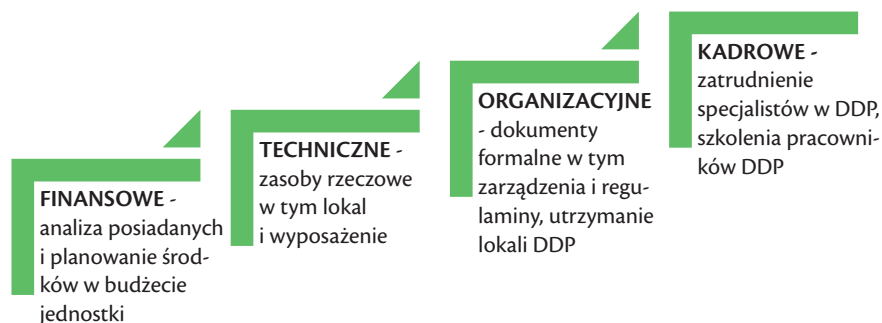 FINANSOWE -
analiza posiadanych
i planowanie środ-
ków w budżecie
jednostki
TECHNICZNE -
zasoby rzeczowe
w tym lokal
i wyposażenie
ORGANIZACYJNE
- dokumenty
formalne w tym
zarządzenia i regu-
laminy, utrzymanie
lokali DDP
KADROWE -
zatrudnienie
specjalistów w DDP,
szkolenia pracowni-
ków DDP